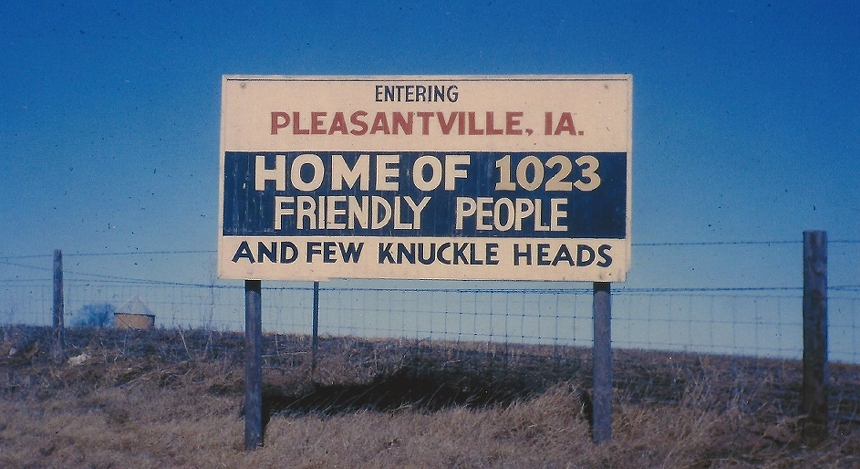 ENTERING
PLEASANTVILLE, IA.
HOME OF 1023
FRIENDLY PEOPLE
AND FEW KNUCKLE HEADS